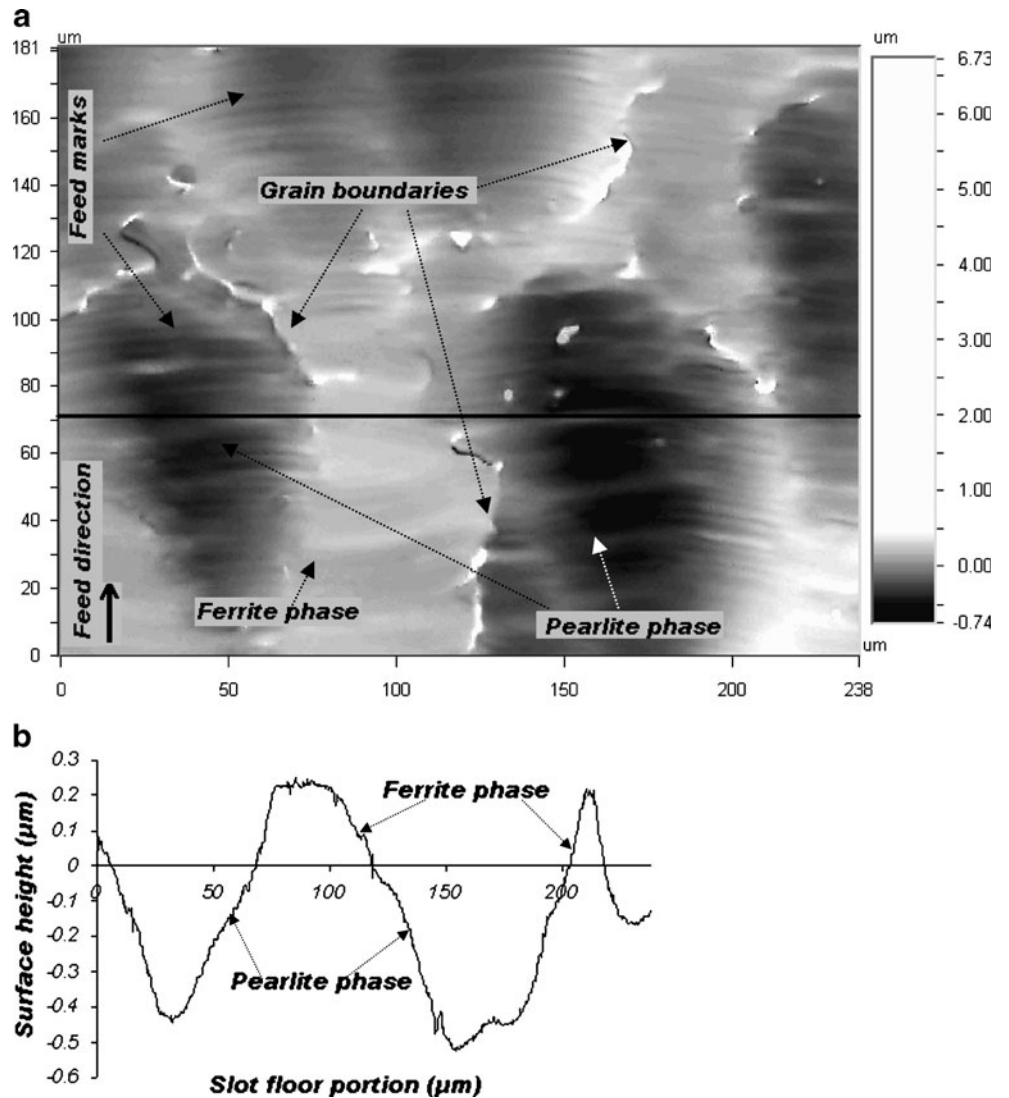 a
um
181
160
140
120
100
80
60
40
20
0
0
50
100
150
200
238
Feed marks
Grain boundaries
Feed direction
Ferrite phase
Pearlite phase
um
6.73
6.00
5.00
4.00
3.00
2.00
1.00
0.00
-0.74
um
b
0.3
0.2
0.1
0
-0.1
-0.2
-0.3
-0.4
-0.5
-0.6
0
50
100
150
200
Surface height (μm)
Ferrite phase
Pearlite phase
Slot floor portion (μm)